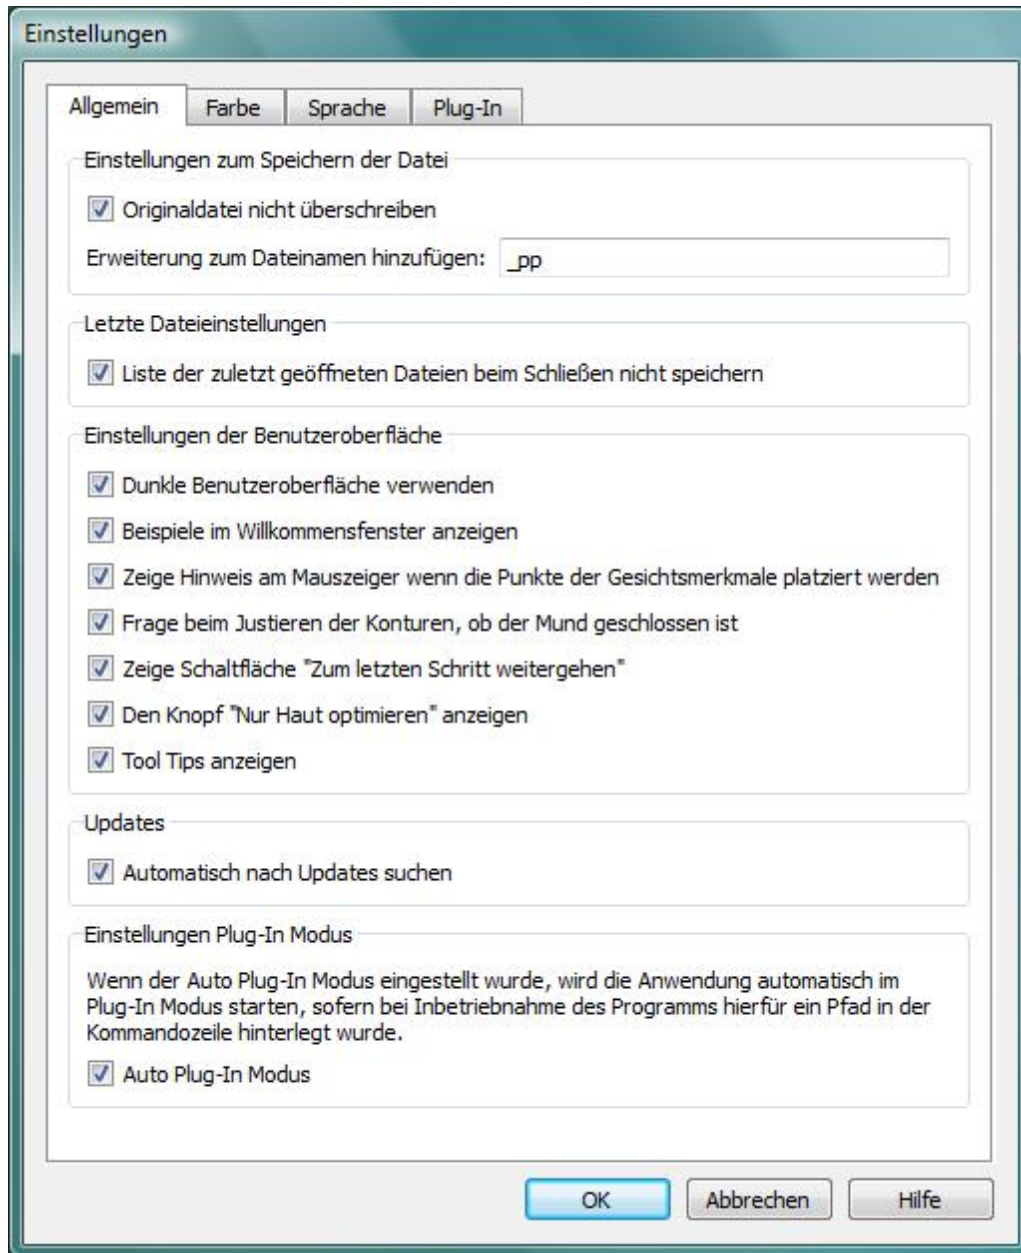 Einstellungen
Allgemein
Farbe
Sprache
Plug-In
Einstellungen zum Speichern der Datei
Originaldatei nicht überschreiben
Erweiterung zum Dateinamen hinzufügen: _pp
Letzte Dateieinstellungen
Liste der zuletzt geöffneten Dateien beim Schließen nicht speichern
Einstellungen der Benutzeroberfläche
Dunkle Benutzeroberfläche verwenden
Beispiele im Willkommensfenster anzeigen
Zeige Hinweis am Mauszeiger wenn die Punkte der Gesichtsmerkmale platziert werden
Frage beim Justieren der Konturen, ob der Mund geschlossen ist
Zeige Schaltfläche "Zum letzten Schritt weitergehen"
Den Knopf "Nur Haut optimieren" anzeigen
Tool Tips anzeigen
Updates
Automatisch nach Updates suchen
Einstellungen Plug-In Modus
Wenn der Auto Plug-In Modus eingestellt wurde, wird die Anwendung automatisch im
Plug-In Modus starten, sofern bei Inbetriebnahme des Programms hierfür ein Pfad in der
Kommandozeile hinterlegt wurde.
Auto Plug-In Modus
OK
Abbrechen
Hilfe